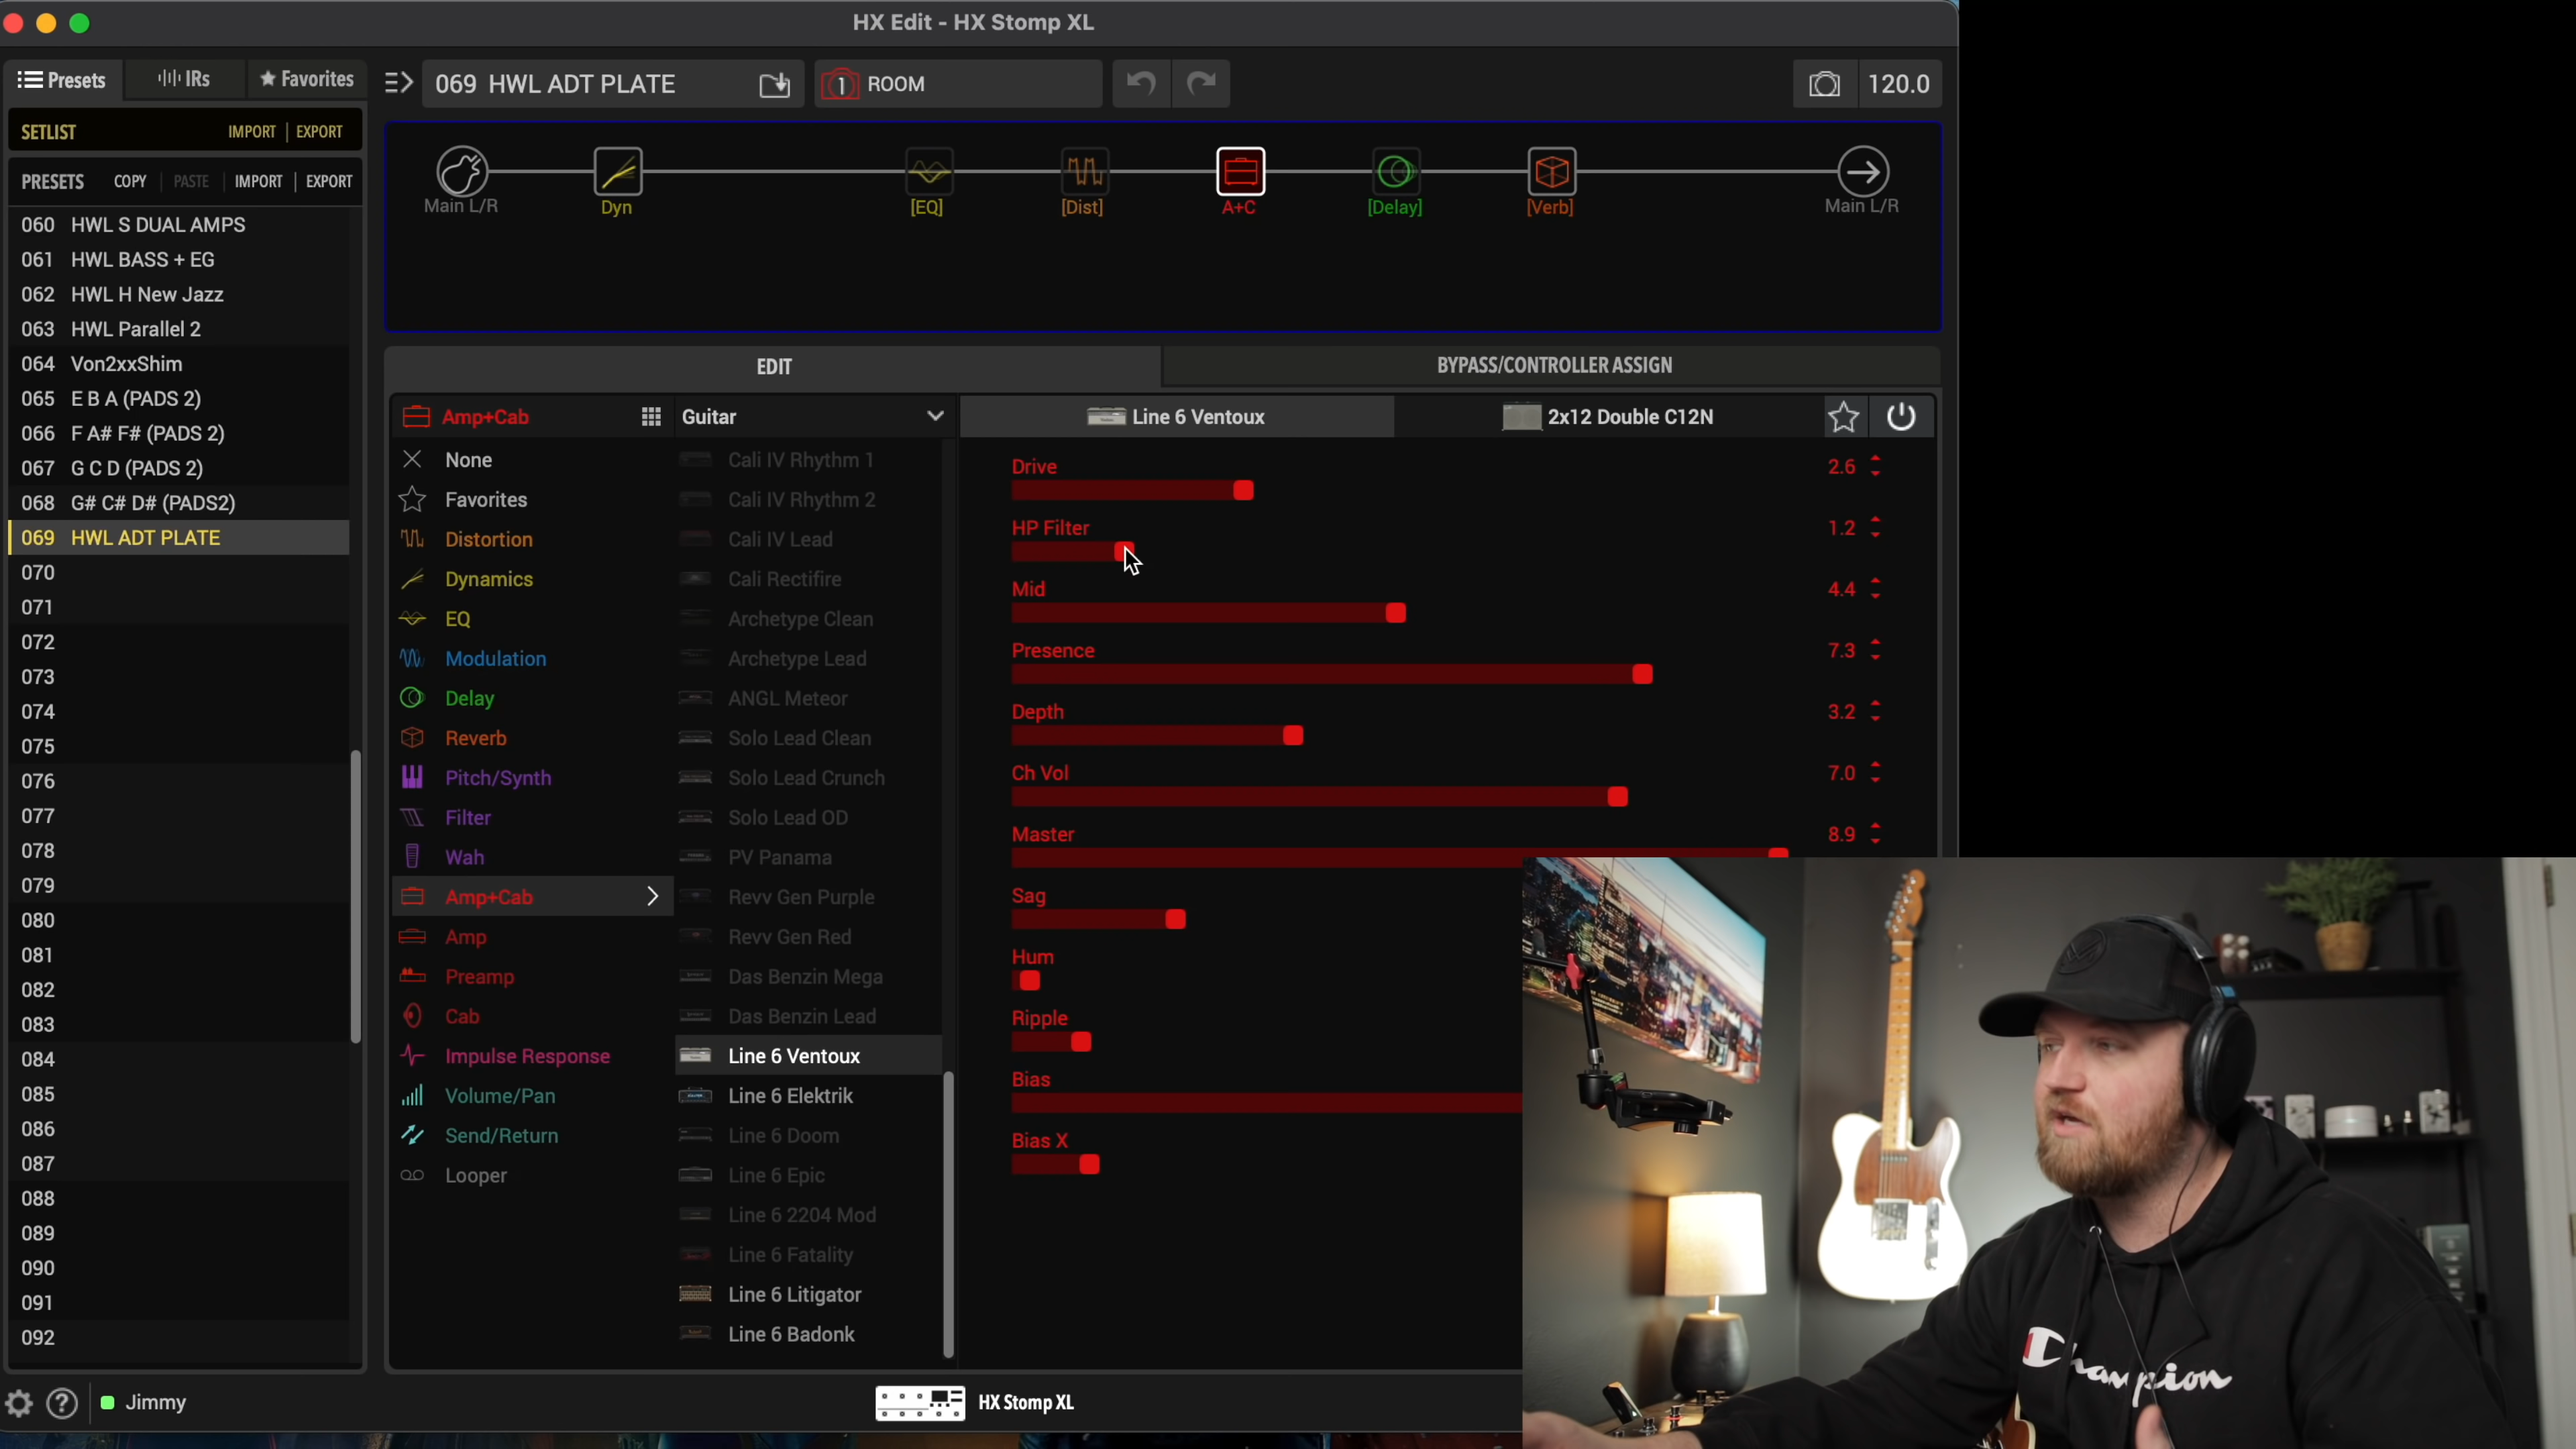 HX Edit - HX Stomp XL
Presets IRs Favorites
069 HWL ADT PLATE
1 ROOM
120.0
SETLIST IMPORT | EXPORT
PRESETS COPY | PASTE | IMPORT | EXPORT
060 HWL S DUAL AMPS
061 HWL BASS + EG
062 HWL H New Jazz
063 HWL Parallel 2
064 Von2xxShim
065 E B A (PADS 2)
066 F A# F# (PADS 2)
067 G C D (PADS 2)
068 G# C# D# (PADS2)
069 HWL ADT PLATE
070
071
072
073
074
075
076
077
078
079
080
081
082
083
084
085
086
087
088
089
090
091
092
Main L/R
Dyn
[EQ]
[Dist]
A+C
[Delay]
[Verb]
Main L/R
EDIT
BYPASS/CONTROLLER ASSIGN
Amp+Cab
Guitar
Line 6 Ventoux
2x12 Double C12N
None
Favorites
Distortion
Dynamics
EQ
Modulation
Delay
Reverb
Pitch/Synth
Filter
Wah
Amp+Cab
Amp
Preamp
Cab
Impulse Response
Volume/Pan
Send/Return
Looper
Cali IV Rhythm 1
Cali IV Rhythm 2
Cali IV Lead
Cali Rectifire
Archetype Clean
Archetype Lead
ANGL Meteor
Solo Lead Clean
Solo Lead Crunch
Solo Lead OD
PV Panama
Revv Gen Purple
Revv Gen Red
Das Benzin Mega
Das Benzin Lead
Line 6 Ventoux
Line 6 Elektrik
Line 6 Doom
Line 6 Epic
Line 6 2204 Mod
Line 6 Fatality
Line 6 Litigator
Line 6 Badonk
Drive 2.6
HP Filter 1.2
Mid 4.4
Presence 7.3
Depth 3.2
Ch Vol 7.0
Master 8.9
Sag
Hum
Ripple
Bias
Bias X
Jimmy
HX Stomp XL
Champion